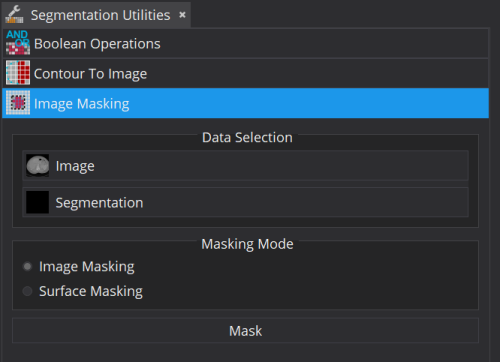 Segmentation Utilities
AND
OR
Boolean Operations
Contour To Image
Image Masking
Data Selection
Image
Segmentation
Masking Mode
Image Masking
Surface Masking
Mask